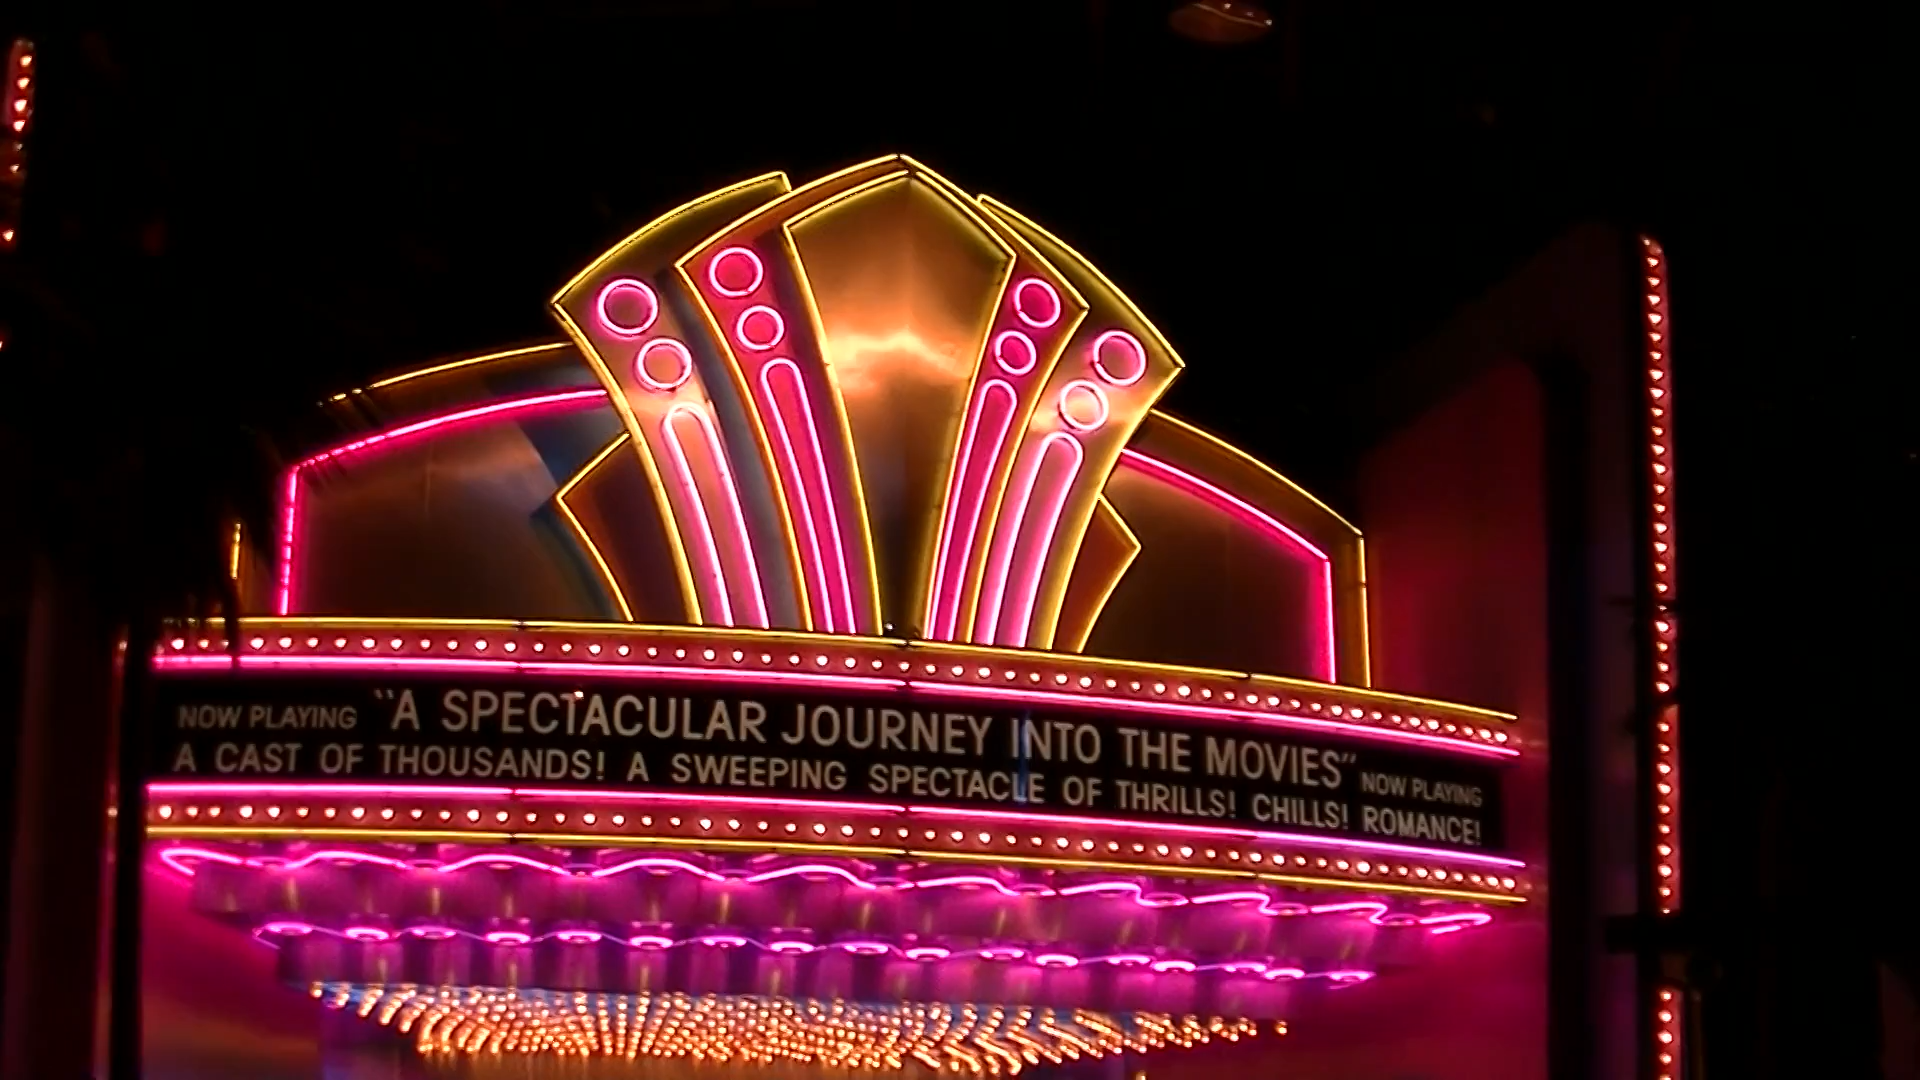 NOW PLAYING "A SPECTACULAR JOURNEY INTO THE MOVIES" NOW PLAYING
A CAST OF THOUSANDS! A SWEEPING SPECTACLE OF THRILLS! CHILLS! ROMANCE!